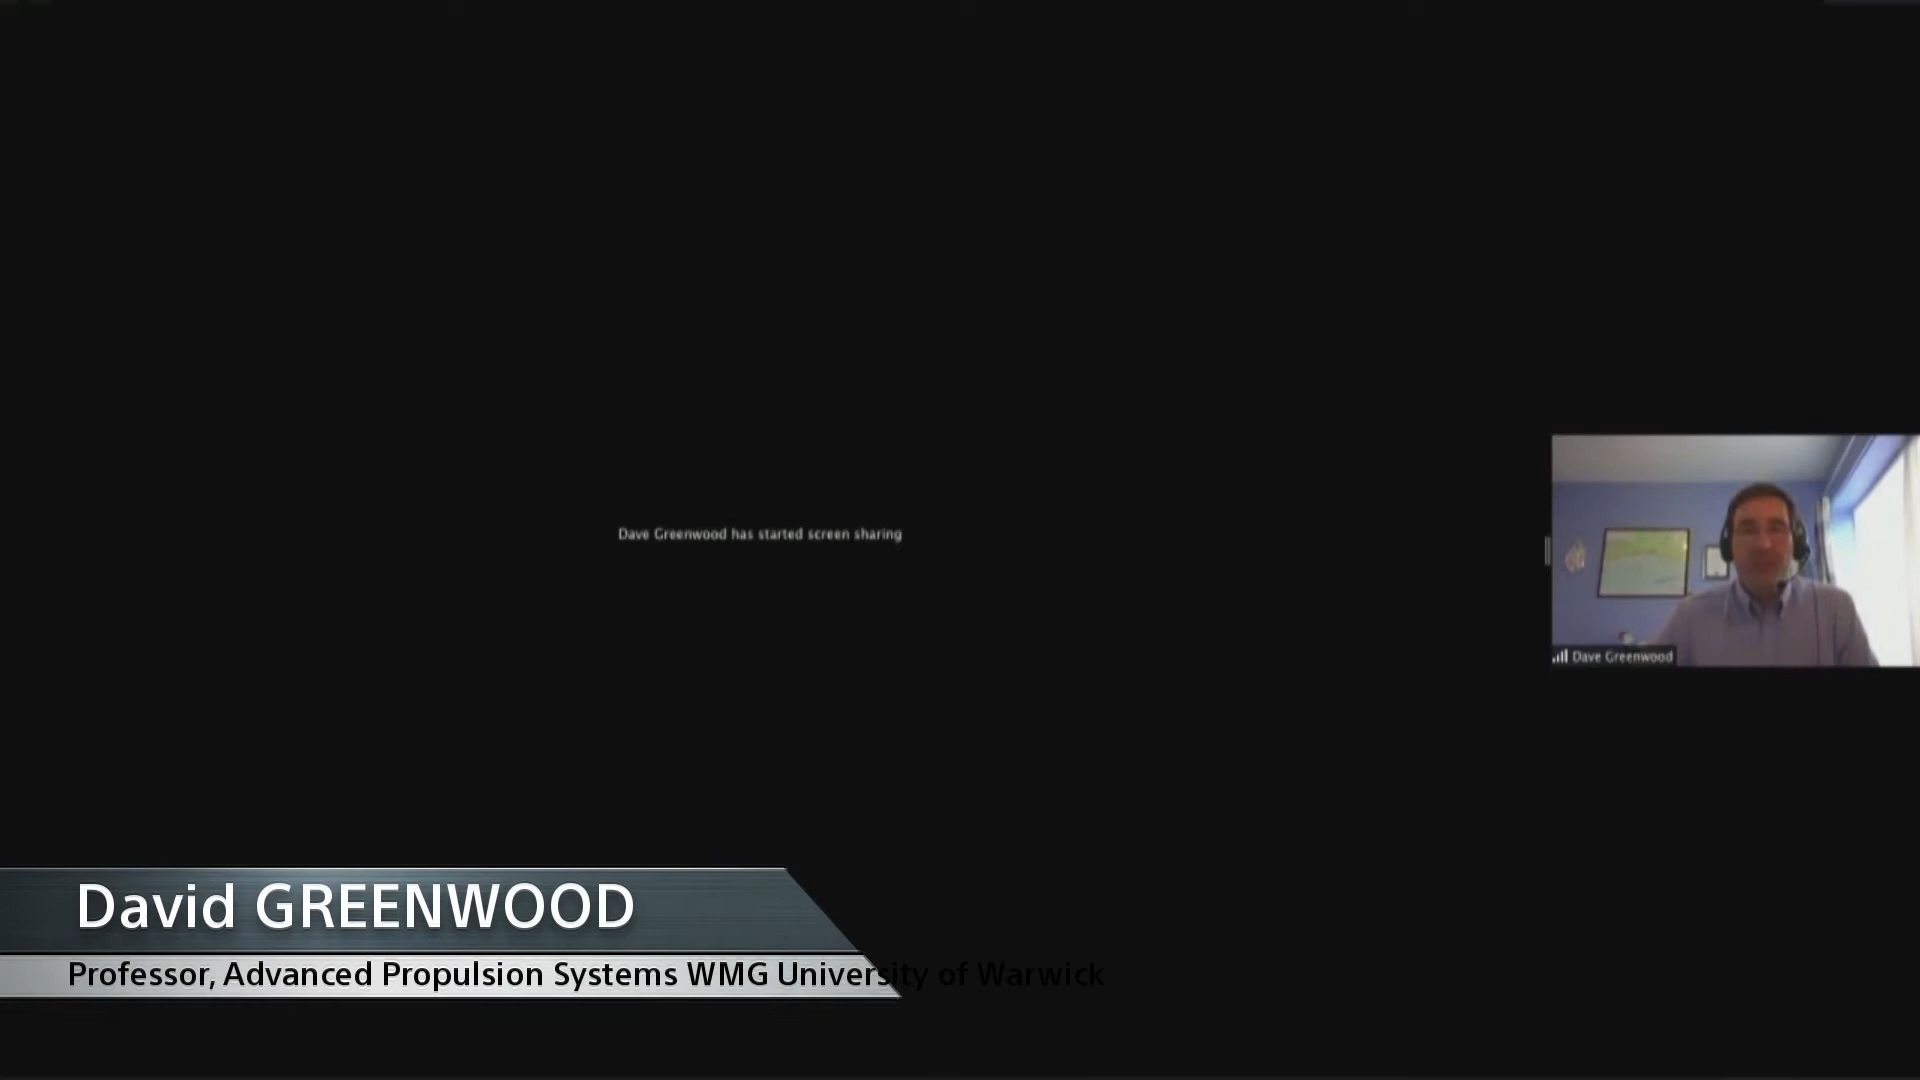 Dave Greenwood has started screen sharing
Dave Greenwood
David GREENWOOD
Professor, Advanced Propulsion Systems WMG University of Warwick